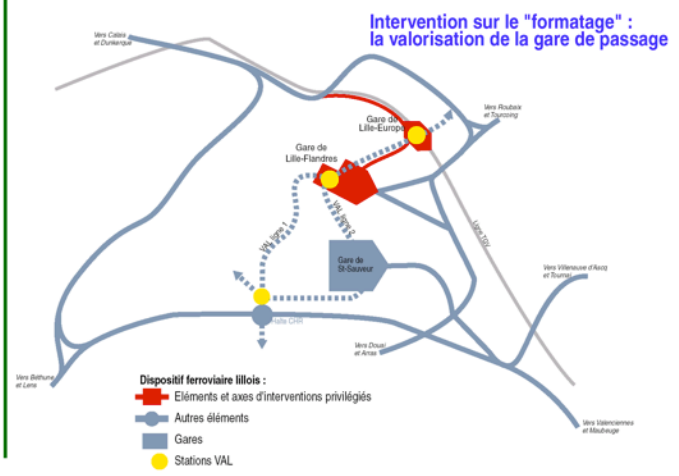 Intervention sur le "formatage" :
la valorisation de la gare de passage
Vers Calais
et Dunkerque
Vers Roubaix
et Tourcoing
Gare de
Lille-Europe
Gare de
Lille-Flandres
VAL ligne 1
VAL ligne 2
Ligne TGV
Gare de
St-Sauveur
Vers Villeneuve d'Ascq
et Tournai
Halte CHR
Vers Douai
et Arras
Vers Béthune
et Lens
Vers Valenciennes
et Maubeuge
Dispositif ferroviaire lillois :
Eléments et axes d'interventions privilégiés
Autres éléments
Gares
Stations VAL